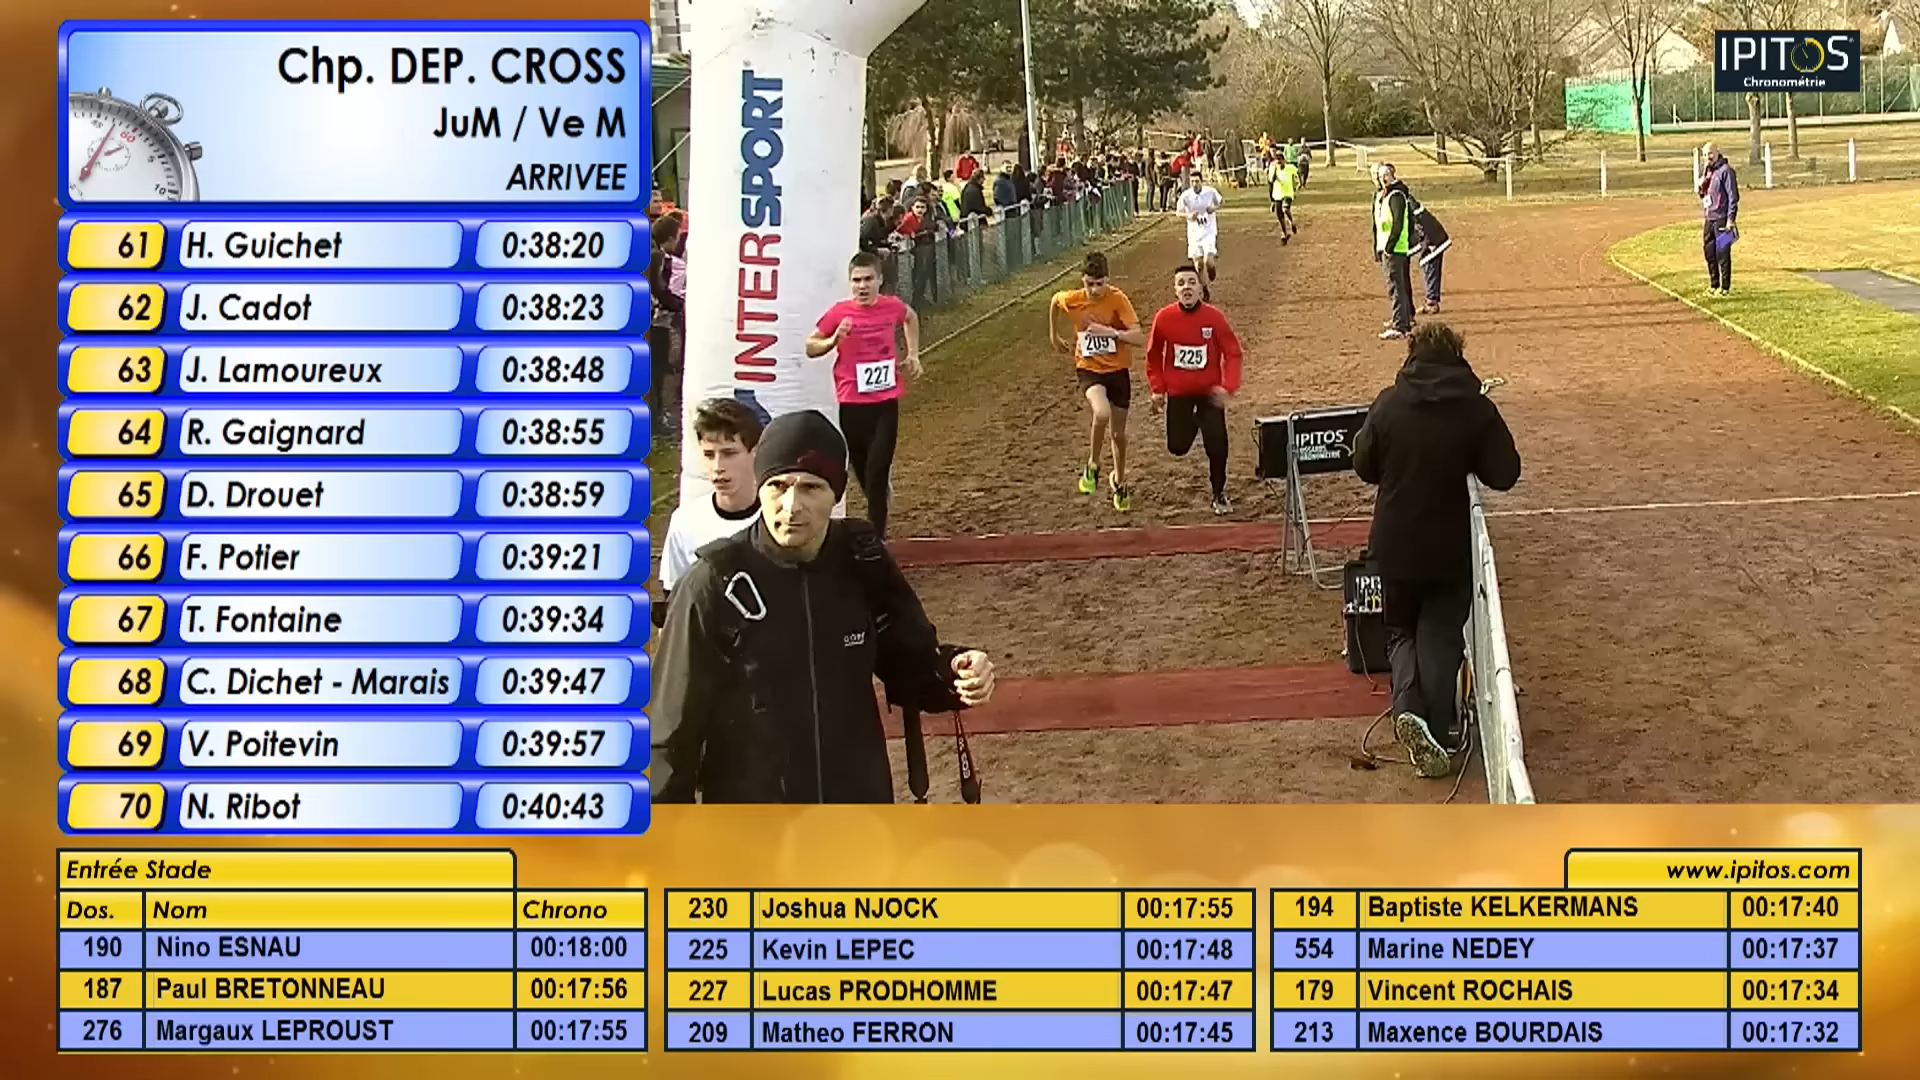 Chp. DEP. CROSS
JuM / Ve M
ARRIVEE
61 H. Guichet 0:38:20
62 J. Cadot 0:38:23
63 J. Lamoureux 0:38:48
64 R. Gaignard 0:38:55
65 D. Drouet 0:38:59
66 F. Potier 0:39:21
67 T. Fontaine 0:39:34
68 C. Dichet - Marais 0:39:47
69 V. Poitevin 0:39:57
70 N. Ribot 0:40:43
INTERSPORT
IPITOS
Chronométrie
227
209
225
IPITOS
CHRONOMÉTRIE
Entrée Stade
Dos. Nom Chrono
190 Nino ESNAU 00:18:00
187 Paul BRETONNEAU 00:17:56
276 Margaux LEPROUST 00:17:55
230 Joshua NJOCK 00:17:55
225 Kevin LEPEC 00:17:48
227 Lucas PRODHOMME 00:17:47
209 Matheo FERRON 00:17:45
www.ipitos.com
194 Baptiste KELKERMANS 00:17:40
554 Marine NEDEY 00:17:37
179 Vincent ROCHAIS 00:17:34
213 Maxence BOURDAIS 00:17:32